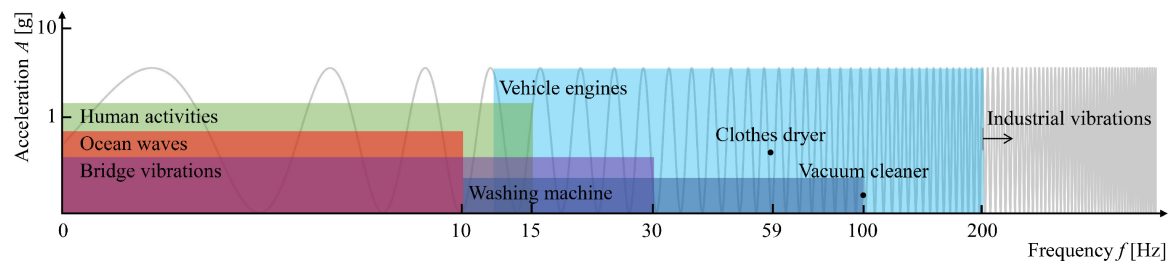 Acceleration A [g]
10
1
Human activities
Ocean waves
Bridge vibrations
Vehicle engines
Washing machine
Clothes dryer
Vacuum cleaner
Industrial vibrations
0
10
15
30
59
100
200
Frequency f [Hz]